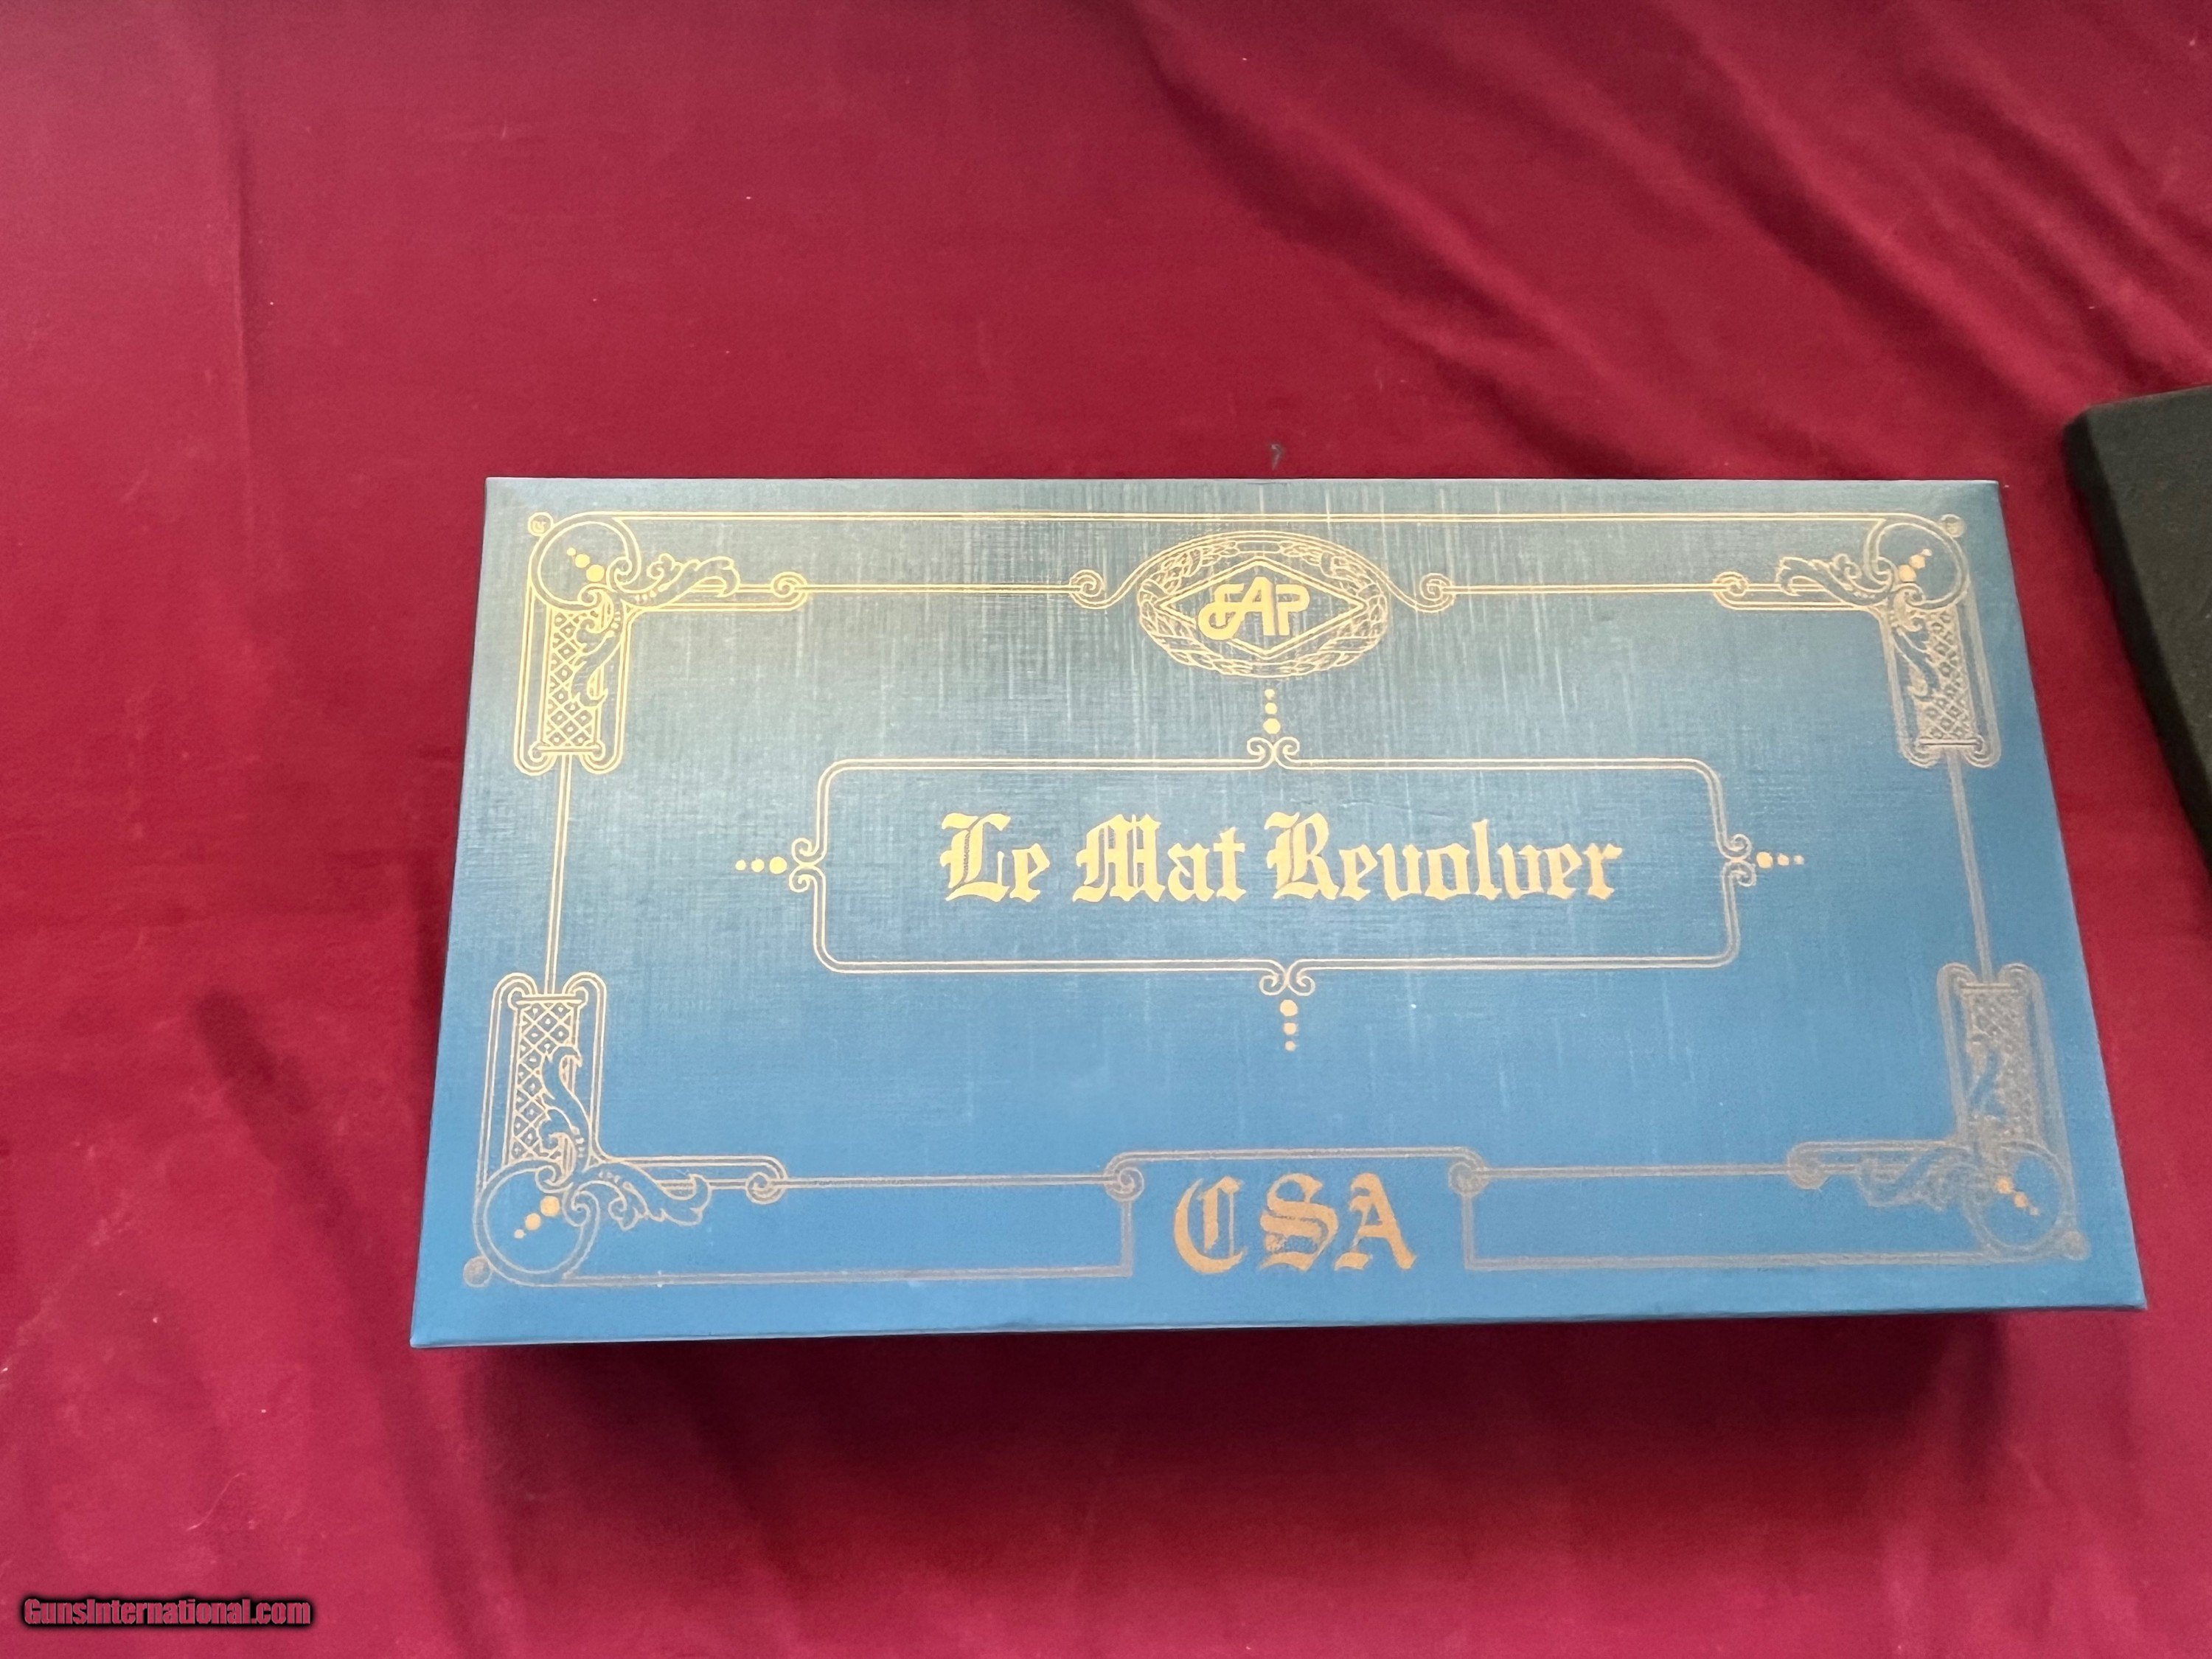 FAP
Le Mat Revolver
CSA
GunsInternational.com